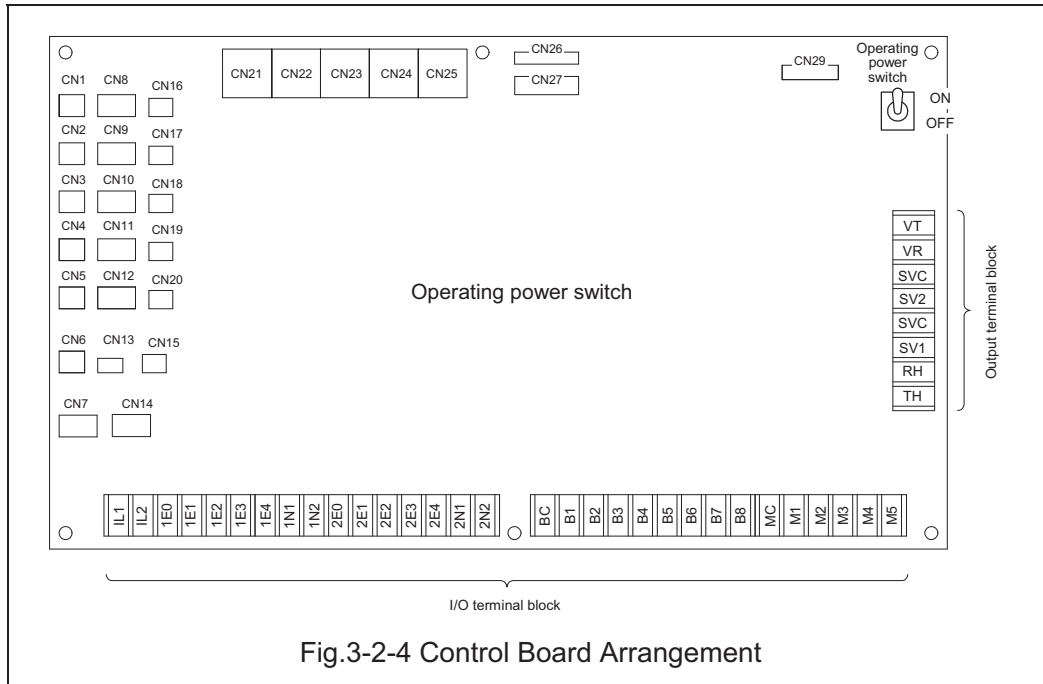 CN21 CN22 CN23 CN24 CN25
CN26
CN27
CN29
Operating
power
switch
ON
OFF
CN1 CN8 CN16
CN2 CN9 CN17
CN3 CN10 CN18
CN4 CN11 CN19
CN5 CN12 CN20
CN6 CN13 CN15
CN7 CN14
Operating power switch
VT
VR
SVC
SV2
SVC
SV1
RH
TH
Output terminal block
IL1 IL2 1E0 1E1 1E2 1E3 1E4 1N1 1N2 2E0 2E1 2E2 2E3 2E4 2N1 2N2 BC B1 B2 B3 B4 B5 B6 B7 B8 MC M1 M2 M3 M4 M5
I/O terminal block
Fig.3-2-4 Control Board Arrangement